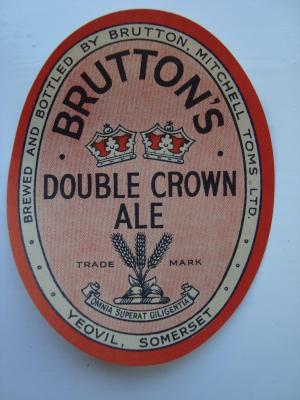 BREWED AND BOTTLED BY BRUTTON, MITCHELL TOMS LTD.
BRUTTON'S
DOUBLE CROWN
ALE
TRADE MARK
OMNIA SUPERAT DILIGENTIA
YEOVIL, SOMERSET